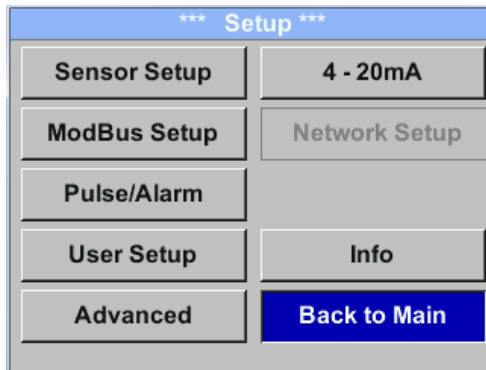 *** Setup ***
Sensor Setup
4 - 20mA
ModBus Setup
Network Setup
Pulse/Alarm
User Setup
Info
Advanced
Back to Main